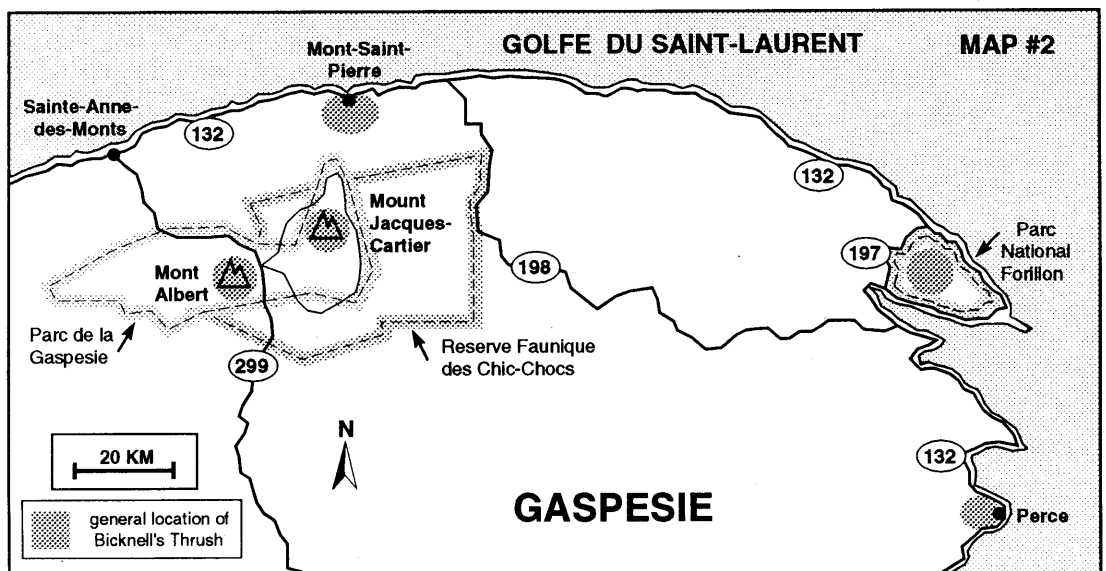 GOLFE DU SAINT-LAURENT
MAP #2
Mont-Saint-
Pierre
Sainte-Anne-
des-Monts
132
132
Mount
Jacques-
Cartier
Parc
National
Forillon
197
198
Mont
Albert
Parc de la
Gaspesie
Reserve Faunique
des Chic-Chocs
299
N
20 KM
132
GASPESIE
Perce
general location of
Bicknell's Thrush